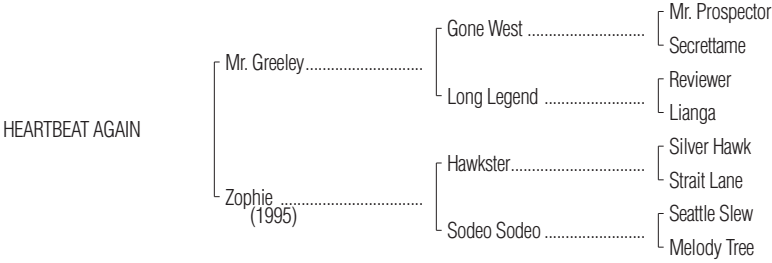 Mr. Prospector
Gone West ..........................
Secrettame
Mr. Greeley...........................
Reviewer
Long Legend ......................
Lianga
HEARTBEAT AGAIN
Silver Hawk
Hawkster..............................
Strait Lane
Zophie .................................
(1995)
Seattle Slew
Sodeo Sodeo ......................
Melody Tree